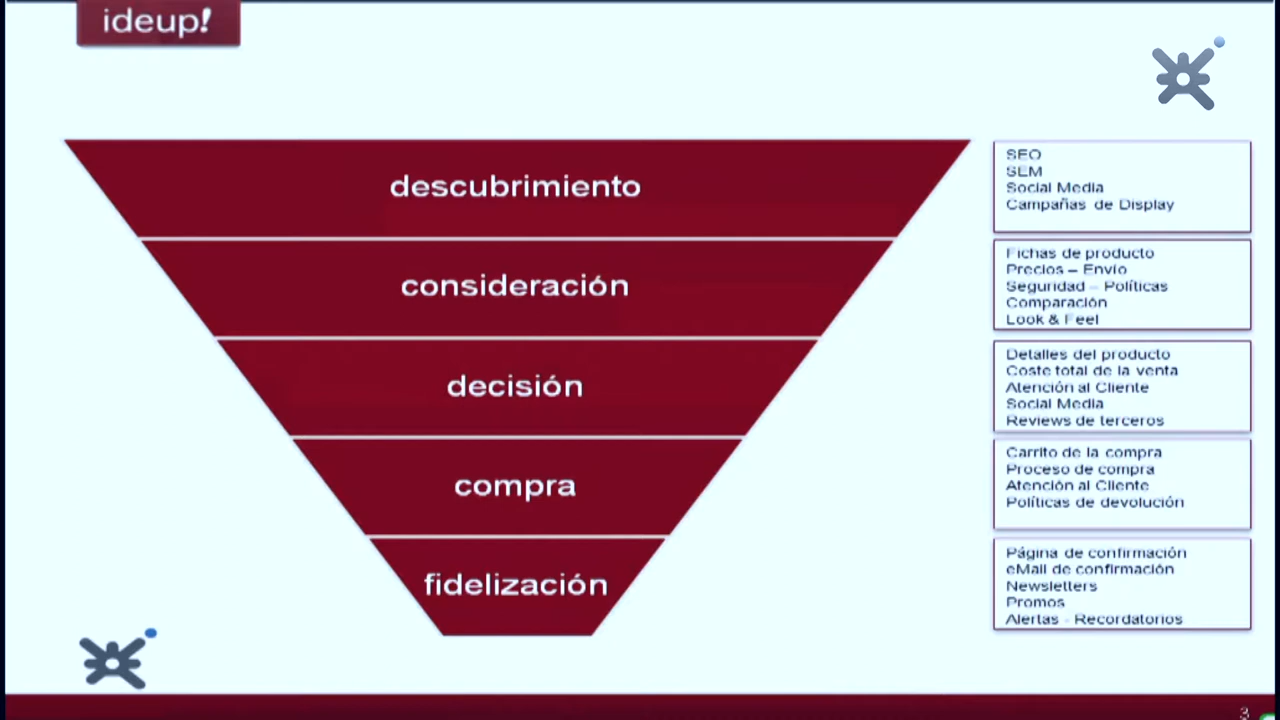 ideup!
descubrimiento
SEO
SEM
Social Media
Campañas de Display
consideración
Fichas de producto
Precios – Envío
Seguridad – Políticas
Comparación
Look & Feel
decisión
Detalles del producto
Coste total de la venta
Atención al Cliente
Social Media
Reviews de terceros
compra
Carrito de la compra
Proceso de compra
Atención al Cliente
Políticas de devolución
fidelización
Página de confirmación
eMail de confirmación
Newsletters
Promos
Alertas - Recordatorios
3